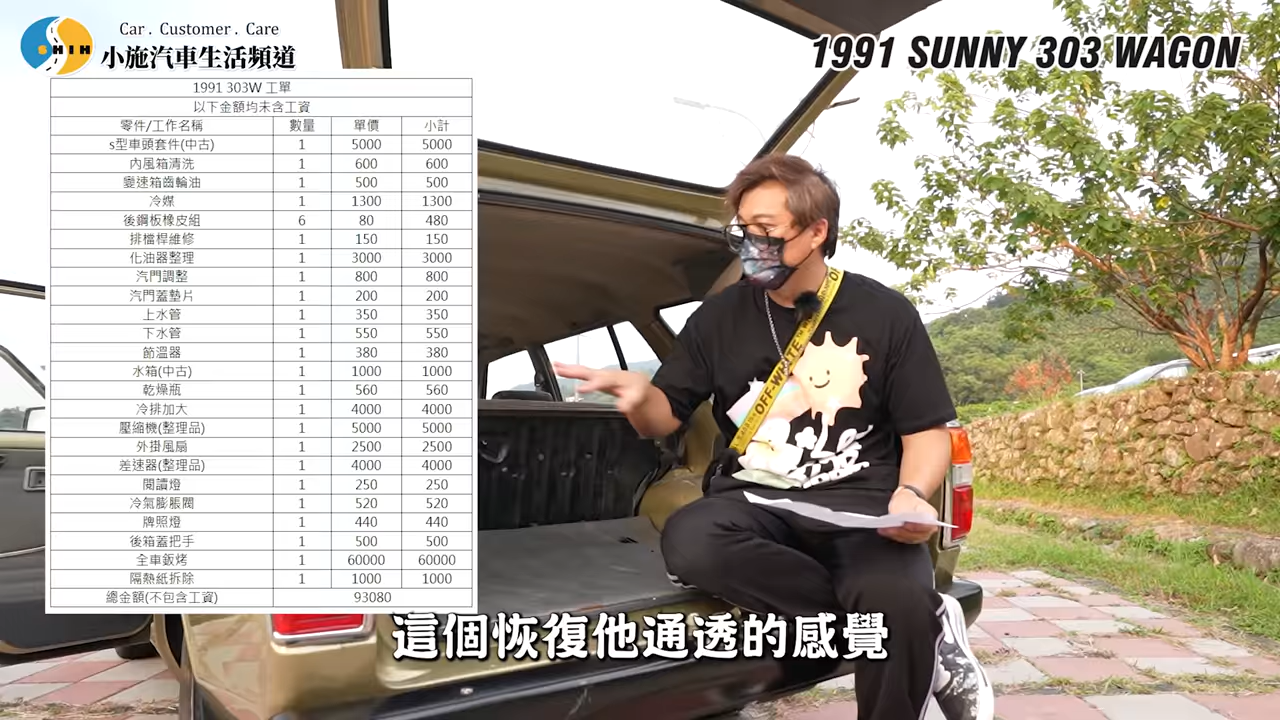 Car . Customer . Care
SHIH
小施汽車生活頻道
1991 SUNNY 303 WAGON
1991 303W 工單
以下金額均未含工資
零件/工作名稱 數量 單價 小計
s型車頭套件(中古) 1 5000 5000
內風箱清洗 1 600 600
變速箱齒輪油 1 500 500
冷媒 1 1300 1300
後鋼板橡皮組 6 80 480
排檔桿維修 1 150 150
化油器整理 1 3000 3000
汽門調整 1 800 800
汽門蓋墊片 1 200 200
上水管 1 350 350
下水管 1 550 550
節溫器 1 380 380
水箱(中古) 1 1000 1000
乾燥瓶 1 560 560
冷排加大 1 4000 4000
壓縮機(整理品) 1 5000 5000
外掛風扇 1 2500 2500
差速器(整理品) 1 4000 4000
閱讀燈 1 250 250
冷氣膨脹閥 1 520 520
牌照燈 1 440 440
後箱蓋把手 1 500 500
全車鈑烤 1 60000 60000
隔熱紙拆除 1 1000 1000
總金額(不包含工資) 93080
OFF-WHITE
這個恢復他通透的感覺